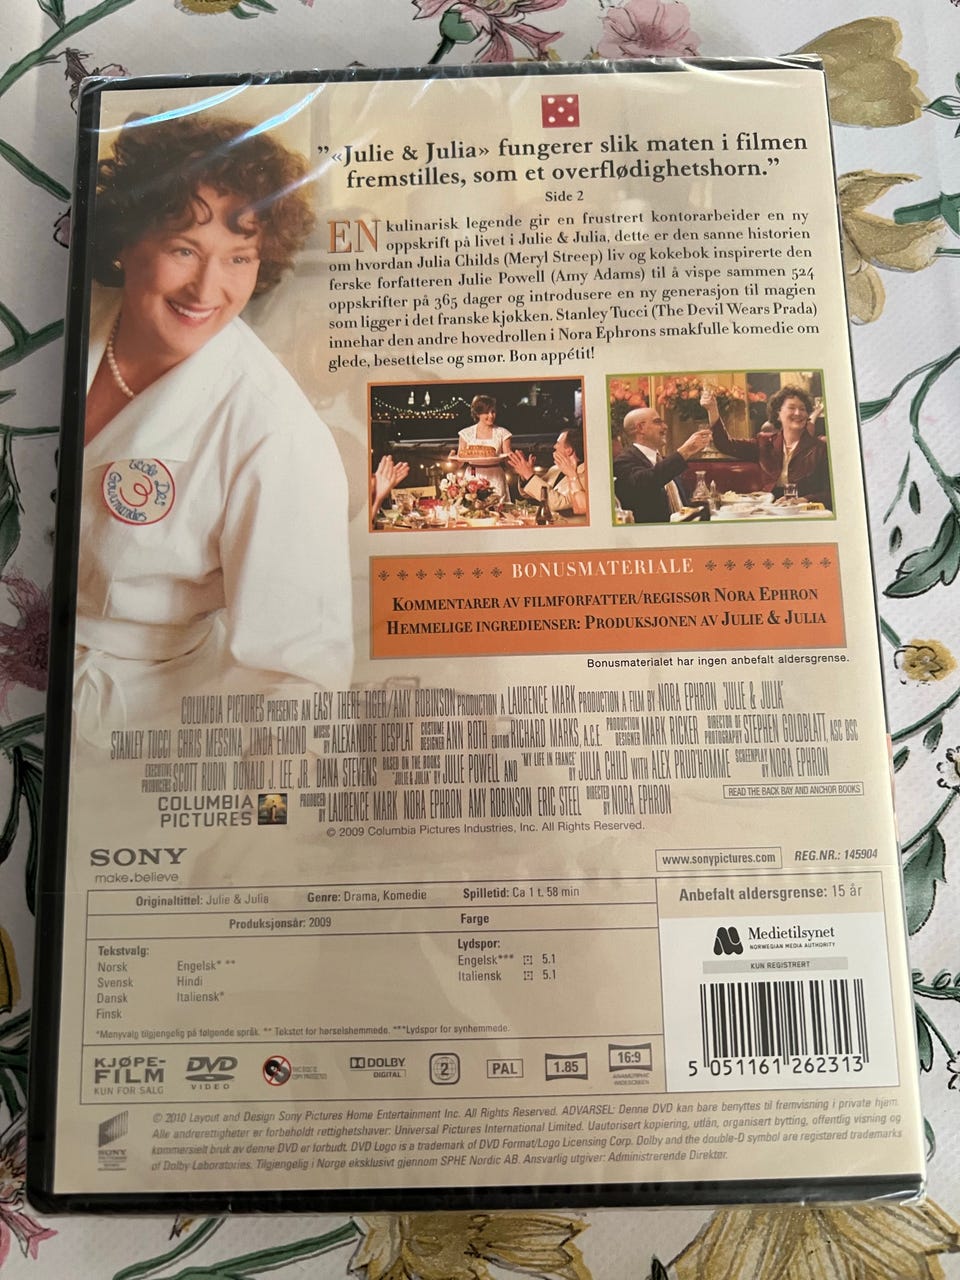 ”«Julie & Julia» fungerer slik maten i filmen
fremstilles, som et overflødighetshorn.”
Side 2
EN kulinarisk legende gir en frustrert kontorarbeider en ny
oppskrift på livet i Julie & Julia, dette er den sanne historien
om hvordan Julia Childs (Meryl Streep) liv og kokebok inspirerte den
ferske forfatteren Julie Powell (Amy Adams) til å vispe sammen 524
oppskrifter på 365 dager og introdusere en ny generasjon til magien
som ligger i det franske kjøkken. Stanley Tucci (The Devil Wears Prada)
innehar den andre hovedrollen i Nora Ephrons smakfulle komedie om
glede, besettelse og smør. Bon appétit!
Ecole Des
Gourmandes
BONUSMATERIALE
KOMMENTARER AV FILMFORFATTER/REGISSØR NORA EPHRON
HEMMELIGE INGREDIENSER: PRODUKSJONEN AV JULIE & JULIA
Bonusmaterialet har ingen anbefalt aldersgrense.
COLUMBIA PICTURES PRESENTS AN EASY THERE TIGER/AMY ROBINSON PRODUCTION A LAURENCE MARK PRODUCTION A FILM BY NORA EPHRON "JULIE & JULIA"
STANLEY TUCCI CHRIS MESSINA LINDA EMOND MUSIC BY ALEXANDRE DESPLAT COSTUME DESIGNER ANN ROTH EDITOR RICHARD MARKS, A.C.E. PRODUCTION DESIGNER MARK RICKER DIRECTOR OF PHOTOGRAPHY STEPHEN GOLDBLATT, ASC BSC
EXECUTIVE PRODUCERS SCOTT RUDIN DONALD J. LEE, JR. DANA STEVENS BASED ON THE BOOKS "JULIE & JULIA" BY JULIE POWELL AND "MY LIFE IN FRANCE" BY JULIA CHILD WITH ALEX PRUD'HOMME SCREENPLAY BY NORA EPHRON
COLUMBIA PICTURES PRODUCED BY LAURENCE MARK NORA EPHRON AMY ROBINSON ERIC STEEL DIRECTED BY NORA EPHRON READ THE BACK BAY AND ANCHOR BOOKS
© 2009 Columbia Pictures Industries, Inc. All Rights Reserved.
SONY
make.believe
www.sonypictures.com REG.NR.: 145904
Originaltittel: Julie & Julia Genre: Drama, Komedie Spilletid: Ca 1 t. 58 min
Produksjonsår: 2009 Farge
Anbefalt aldersgrense: 15 år
Medietilsynet
NORWEGIAN MEDIA AUTHORITY
KUN REGISTRERT
Tekstvalg: Lydspor:
Norsk Engelsk* ** Engelsk*** 5.1
Svensk Hindi Italiensk 5.1
Dansk Italiensk*
Finsk
*Menyvalg tilgjengelig på følgende språk. ** Tekstet for hørselshemmede. ***Lydspor for synhemmede.
5 051161 262313
KJØPE-
FILM
KUN FOR SALG
DVD
VIDEO
THIS DISC IS
COPY PROTECTED
DOLBY
DIGITAL
2
PAL
1.85
16:9
ANAMORPHIC
WIDESCREEN
© 2010 Layout and Design Sony Pictures Home Entertainment Inc. All Rights Reserved. ADVARSEL: Denne DVD kan bare benyttes til fremvisning i private hjem.
Alle andrerettigheter er forbeholdt rettighetshaver: Universal Pictures International Limited. Uautorisert kopiering, utlån, organisert bytting, offentlig visning og
kommersielt bruk av denne DVD er forbudt. DVD Logo is a trademark of DVD Format/Logo Licensing Corp. Dolby and the double-D symbol are registered trademarks
of Dolby Laboratories. Tilgjengelig i Norge eksklusivt gjennom SPHE Nordic AB. Ansvarlig utgiver: Administrerende Direktør.
SONY
PICTURES